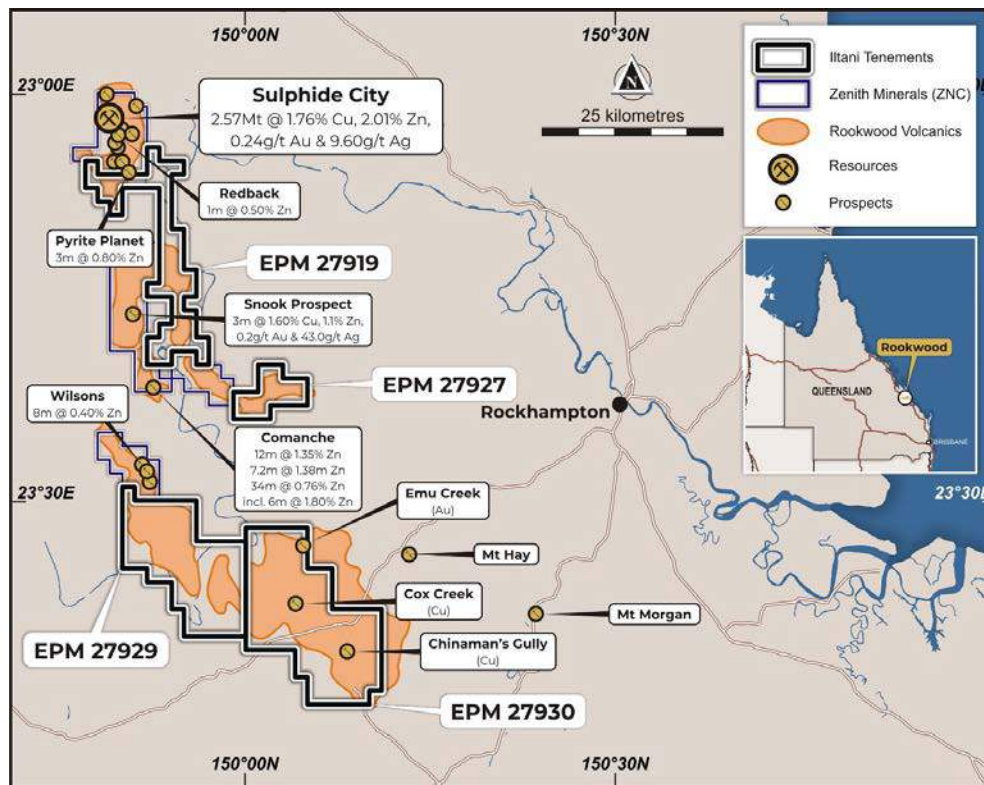 150°00E
150°30E
23°00E
Sulphide City
2.57Mt @ 1.76% Cu, 2.01% Zn,
0.24g/t Au & 9.60g/t Ag
N
25 kilometres
Iltani Tenements
Zenith Minerals (ZNC)
Rookwood Volcanics
Resources
Prospects
Redback
1m @ 0.50% Zn
Pyrite Planet
3m @ 0.80% Zn
EPM 27919
Snook Prospect
3m @ 1.60% Cu, 1.1% Zn,
0.2g/t Au & 43.0g/t Ag
EPM 27927
Wilsons
8m @ 0.40% Zn
Comanche
12m @ 1.35% Zn
7.2m @ 1.38m Zn
34m @ 0.76% Zn
incl. 6m @ 1.80% Zn
Rockhampton
Rookwood
QUEENSLAND
BRISBANE
23°30E
23°30E
Emu Creek
(Au)
Mt Hay
Cox Creek
(Cu)
Mt Morgan
Chinaman's Gully
(Cu)
EPM 27929
EPM 27930
150°00E
150°30E